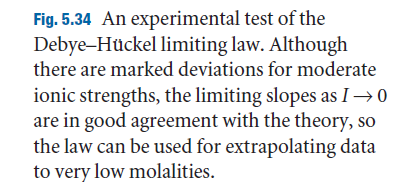 Fig. 5.34 An experimental test of the
Debye–Hückel limiting law. Although
there are marked deviations for moderate
ionic strengths, the limiting slopes as I → 0
are in good agreement with the theory, so
the law can be used for extrapolating data
to very low molalities.